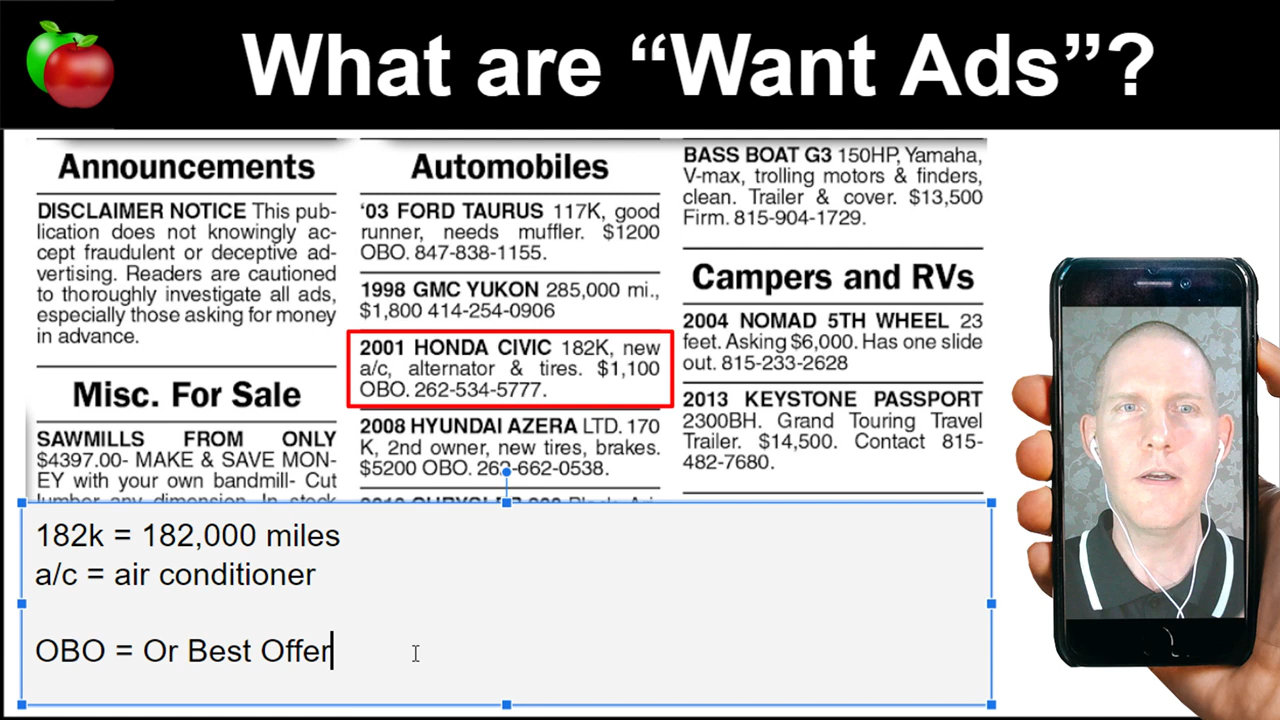 What are “Want Ads”?
Announcements
DISCLAIMER NOTICE This pub-
lication does not knowingly ac-
cept fraudulent or deceptive ad-
vertising. Readers are cautioned
to thoroughly investigate all ads,
especially those asking for money
in advance.
Misc. For Sale
SAWMILLS FROM ONLY
$4397.00- MAKE & SAVE MON-
EY with your own bandmill- Cut
lumber any dimension. In stock
Automobiles
‘03 FORD TAURUS 117K, good
runner, needs muffler. $1200
OBO. 847-838-1155.
1998 GMC YUKON 285,000 mi.,
$1,800 414-254-0906
2001 HONDA CIVIC 182K, new
a/c, alternator & tires. $1,100
OBO. 262-534-5777.
2008 HYUNDAI AZERA LTD. 170
K, 2nd owner, new tires, brakes.
$5200 OBO. 262-662-0538.
BASS BOAT G3 150HP, Yamaha,
V-max, trolling motors & finders,
clean. Trailer & cover. $13,500
Firm. 815-904-1729.
Campers and RVs
2004 NOMAD 5TH WHEEL 23
feet. Asking $6,000. Has one slide
out. 815-233-2628
2013 KEYSTONE PASSPORT
2300BH. Grand Touring Travel
Trailer. $14,500. Contact 815-
482-7680.
182k = 182,000 miles
a/c = air conditioner
OBO = Or Best Offer